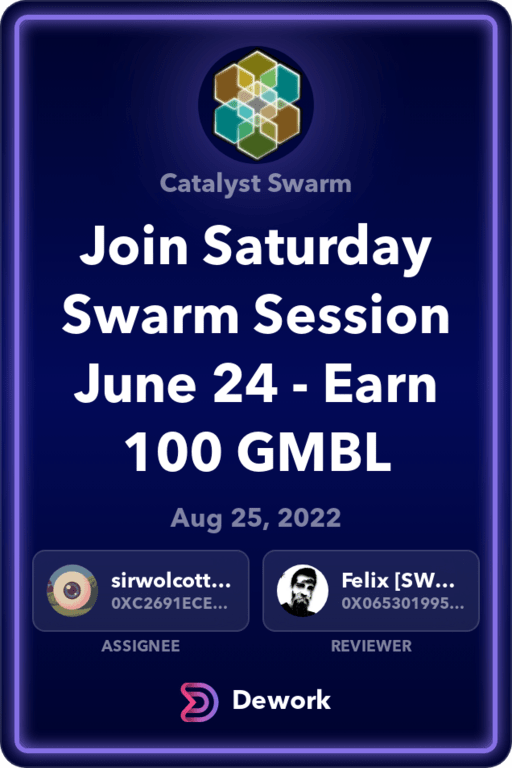 Catalyst Swarm
Join Saturday
Swarm Session
June 24 - Earn
100 GMBL
Aug 25, 2022
sirwolcott...
0XC2691ECE...
Felix [SW...
0X065301995...
ASSIGNEE
REVIEWER
Dework